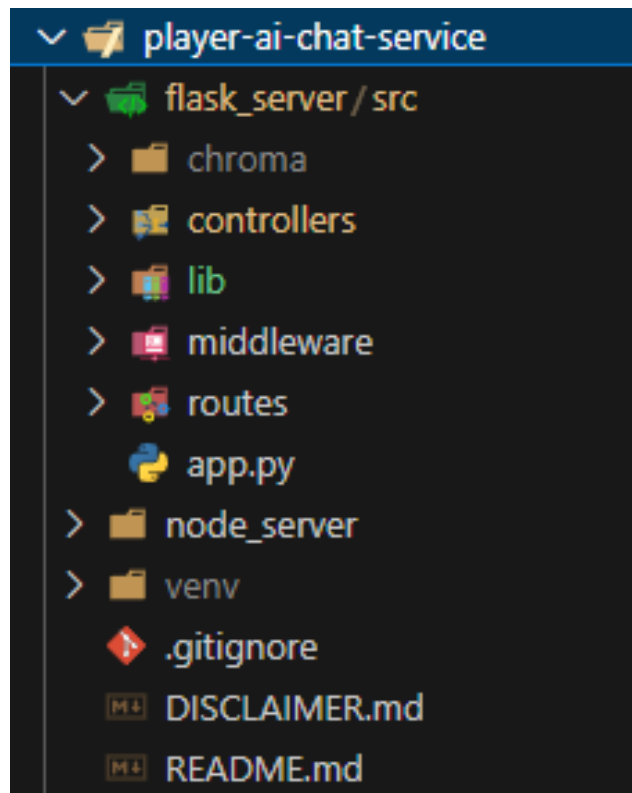 player-ai-chat-service
flask_server/src
chroma
controllers
lib
middleware
routes
app.py
node_server
venv
.gitignore
DISCLAIMER.md
README.md